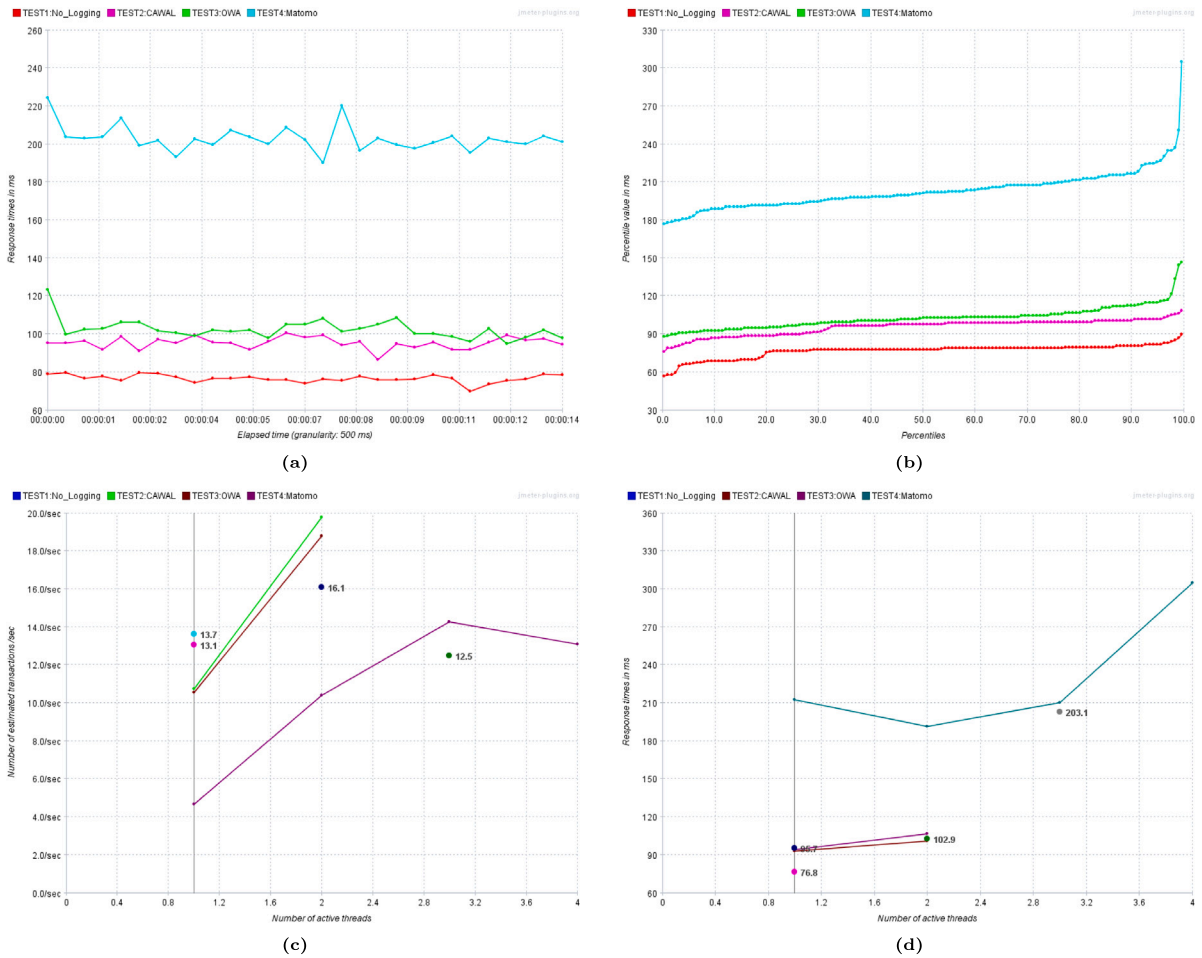 TEST1:No_Logging TEST2:CAWAL TEST3:OWA TEST4:Matomo jmeter-plugins.org
260
240
220
200
180
160
140
120
100
80
60
Response times in ms
00:00:00 00:00:01 00:00:02 00:00:04 00:00:05 00:00:07 00:00:08 00:00:09 00:00:11 00:00:12 00:00:14
Elapsed time (granularity: 500 ms)
(a)
TEST1:No_Logging TEST2:CAWAL TEST3:OWA TEST4:Matomo jmeter-plugins.org
330
300
270
240
210
180
150
120
90
60
30
Percentile value in ms
0.0 10.0 20.0 30.0 40.0 50.0 60.0 70.0 80.0 90.0 100.0
Percentiles
(b)
TEST1:No_Logging TEST2:CAWAL TEST3:OWA TEST4:Matomo jmeter-plugins.org
20.0/sec
18.0/sec
16.0/sec
14.0/sec
12.0/sec
10.0/sec
8.0/sec
6.0/sec
4.0/sec
2.0/sec
0.0/sec
Number of estimated transactions /sec
16.1
13.7
13.1
12.5
0 0.4 0.8 1.2 1.6 2 2.4 2.8 3.2 3.6 4
Number of active threads
(c)
TEST1:No_Logging TEST2:CAWAL TEST3:OWA TEST4:Matomo jmeter-plugins.org
360
330
300
270
240
210
180
150
120
90
60
Response times in ms
203.1
102.9
95.7
76.8
0 0.4 0.8 1.2 1.6 2 2.4 2.8 3.2 3.6 4
Number of active threads
(d)